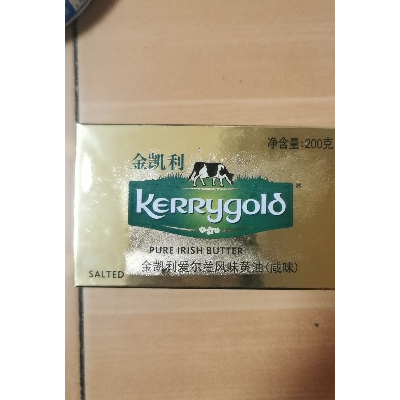 净含量:200克
金凯利
Kerrygold
PURE IRISH BUTTER
SALTED
金凯利爱尔兰风味黄油(咸味)